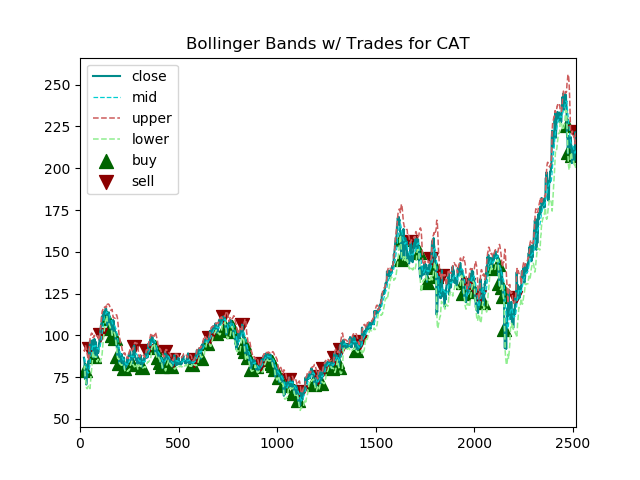 Bollinger Bands w/ Trades for CAT
close
mid
upper
lower
buy
sell
250
225
200
175
150
125
100
75
50
0 500 1000 1500 2000 2500